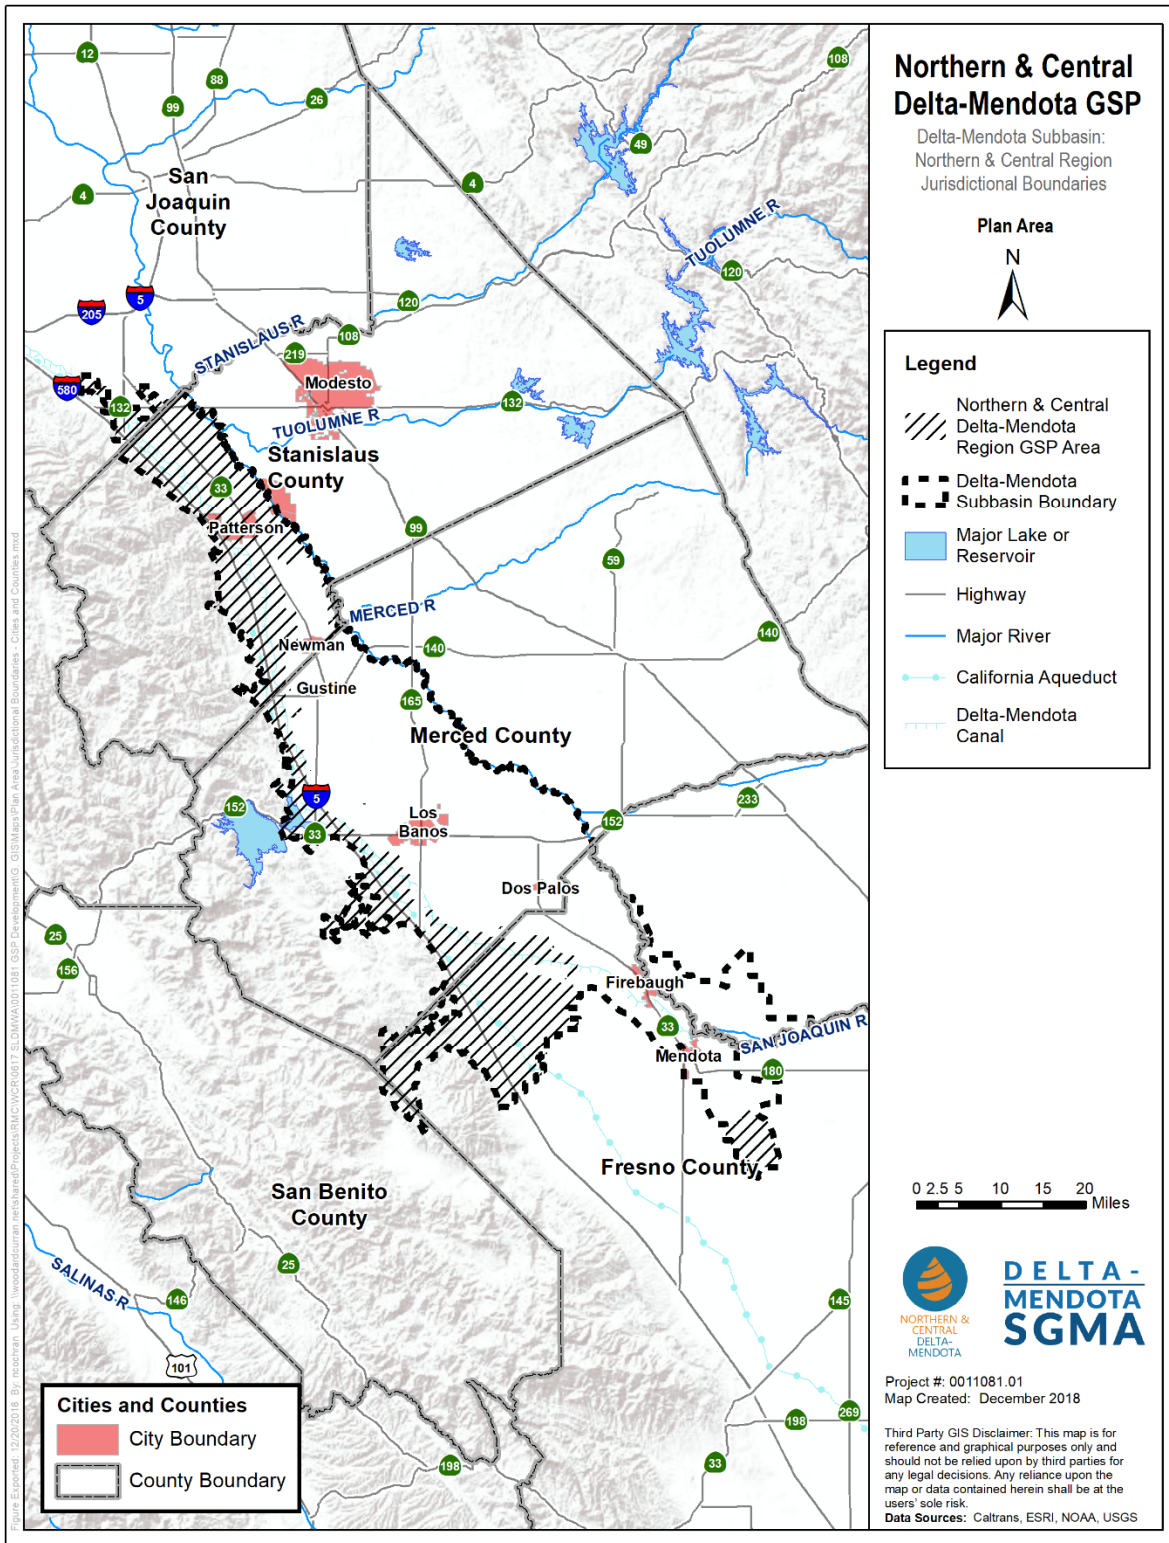 Northern & Central
Delta-Mendota GSP
Delta-Mendota Subbasin:
Northern & Central Region
Jurisdictional Boundaries
Plan Area
N
Legend
Northern & Central
Delta-Mendota
Region GSP Area
Delta-Mendota
Subbasin Boundary
Major Lake or
Reservoir
Highway
Major River
California Aqueduct
Delta-Mendota
Canal
0 2.5 5 10 15 20
Miles
NORTHERN &
CENTRAL
DELTA-
MENDOTA
DELTA-
MENDOTA
SGMA
Project #: 0011081.01
Map Created: December 2018
Third Party GIS Disclaimer: This map is for
reference and graphical purposes only and
should not be relied upon by third parties for
any legal decisions. Any reliance upon the
map or data contained herein shall be at the
users' sole risk.
Data Sources: Caltrans, ESRI, NOAA, USGS
12
88
99
26
108
49
4
4
San
Joaquin
County
TUOLUMNE R
120
5
205
120
STANISLAUS R
108
219
Modesto
580
132
132
TUOLUMNE R
Stanislaus
County
33
Patterson
99
59
MERCED R
Newman
140
140
Gustine
165
Merced County
5
152
33
Los
Banos
152
233
Dos Palos
25
156
Firebaugh
33
SAN JOAQUIN R
Mendota
180
Fresno County
San Benito
County
25
SALINAS R
146
101
145
269
198
198
33
Cities and Counties
City Boundary
County Boundary